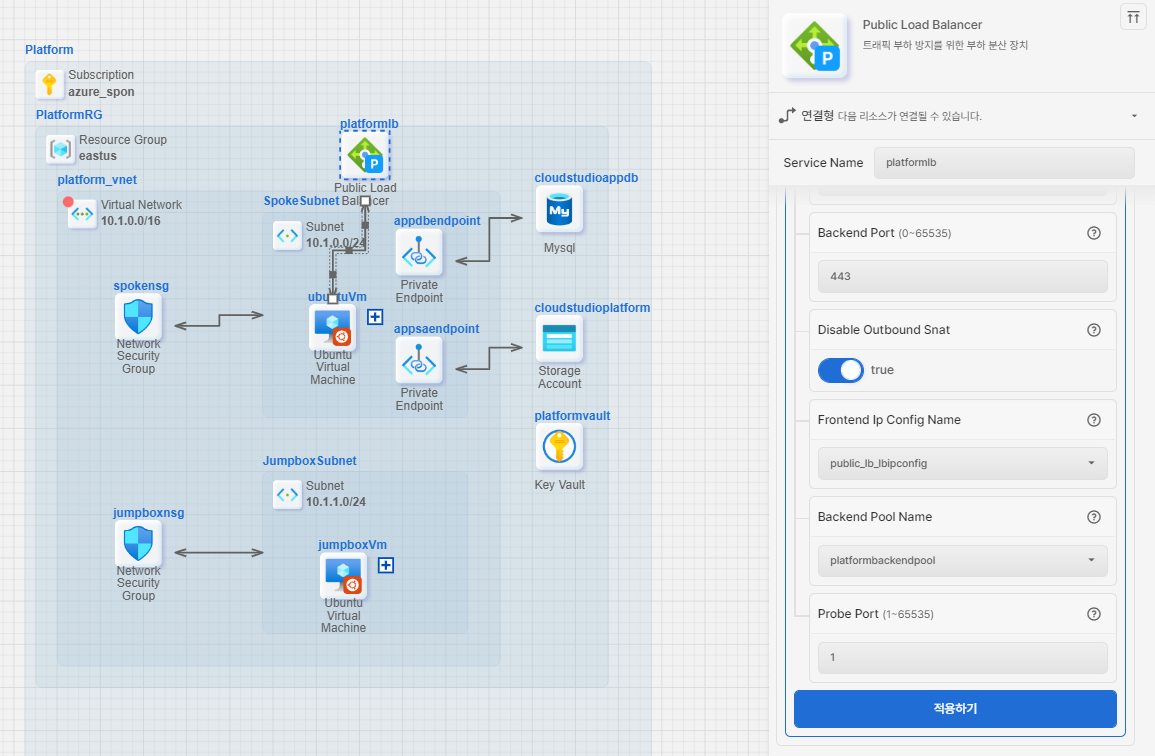 Platform
Subscription
azure_spon
PlatformRG
Resource Group
eastus
platform_vnet
Virtual Network
10.1.0.0/16
platformlb
P
Public Load
Balancer
SpokeSubnet
Subnet
10.1.0.0/24
appdbendpoint
Private
Endpoint
cloudstudioappdb
My
Mysql
spokensg
Network
Security
Group
ubuntuVm
Ubuntu
Virtual
Machine
appsaendpoint
Private
Endpoint
cloudstudioplatform
Storage
Account
platformvault
Key Vault
JumpboxSubnet
Subnet
10.1.1.0/24
jumpboxnsg
Network
Security
Group
jumpboxVm
Ubuntu
Virtual
Machine
P
Public Load Balancer
트래픽 부하 방지를 위한 부하 분산 장치
연결형 다음 리소스가 연결될 수 있습니다.
Service Name
platformlb
Backend Port (0~65535)
443
Disable Outbound Snat
true
Frontend Ip Config Name
public_lb_lbipconfig
Backend Pool Name
platformbackendpool
Probe Port (1~65535)
1
적용하기